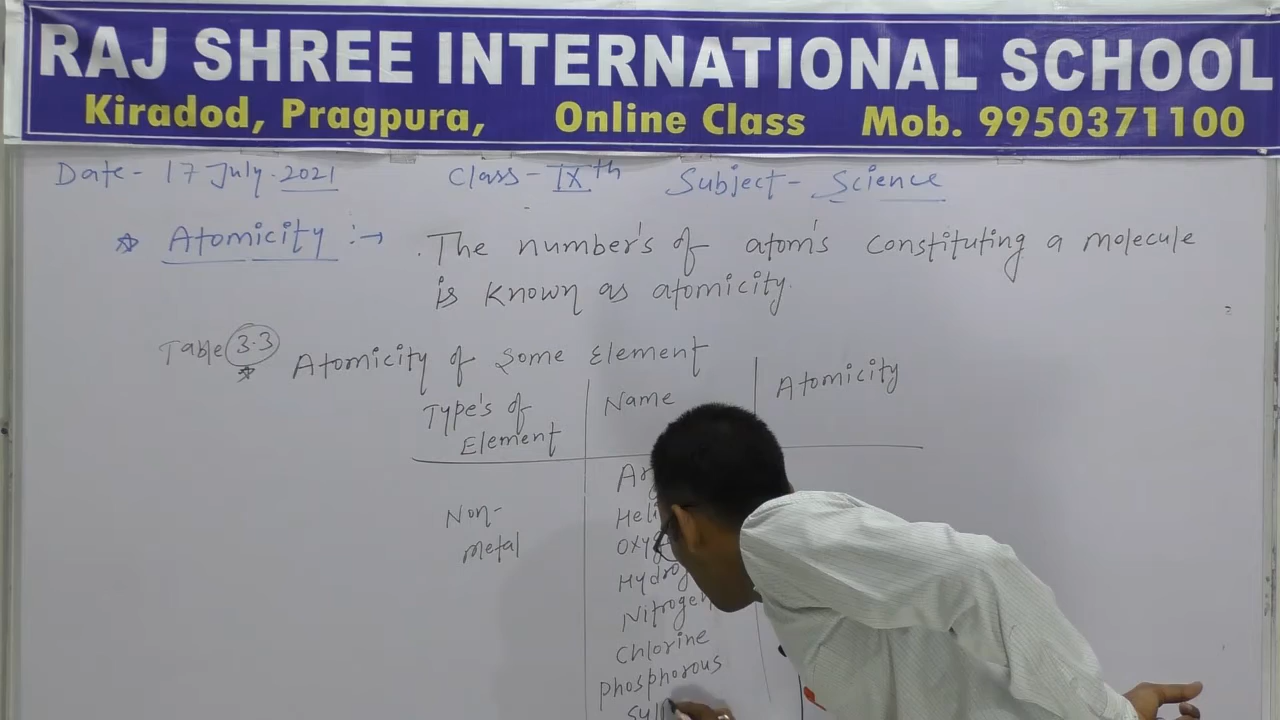 RAJ SHREE INTERNATIONAL SCHOOL
Kiradod, Pragpura, Online Class Mob. 9950371100
Date - 17 July. 2021 Class - IXth Subject - Science
Atomicity :→ The number's of atom's constituting a molecule
is known as atomicity.
Table 3.3 Atomicity of Some Element
Type's of Element Name Atomicity
Non-metal
Nitrogen
Chlorine
Phosphorous